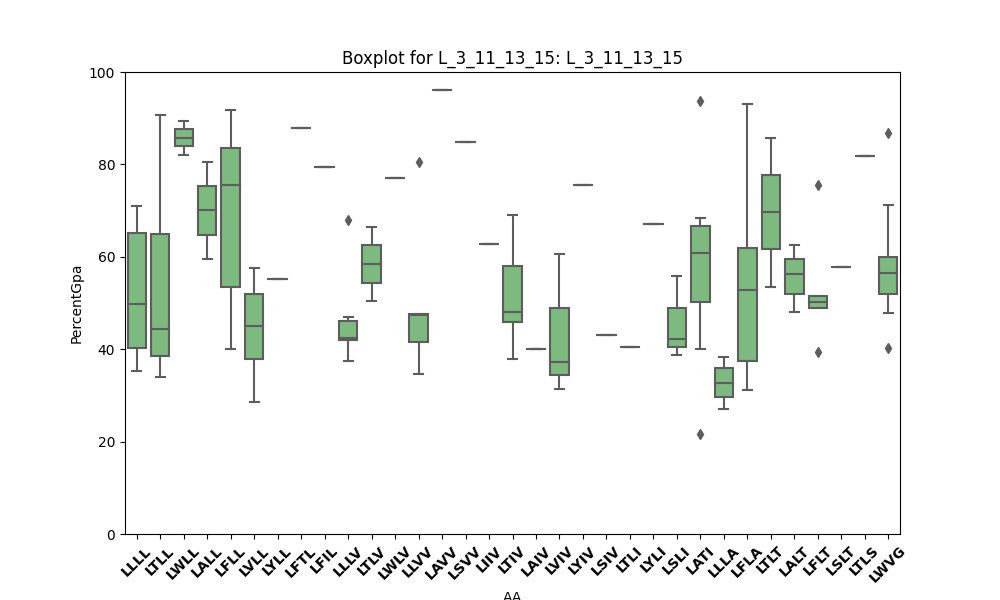 Boxplot for L_3_11_13_15: L_3_11_13_15
100
80
60
40
20
0
PercentGpa
LLLL LTLL LWLL LALL LFLL LVLL LYLL LFTL LFIL LLLV LTLV LWLV LLVV LAVV LSVV LIIV LTIV LAIV LVIV LYIV LSIV LTLI LYLI LSLI LATI LLLA LFLA LTLT LALT LFLT LSLT LTLS LWVG
AA